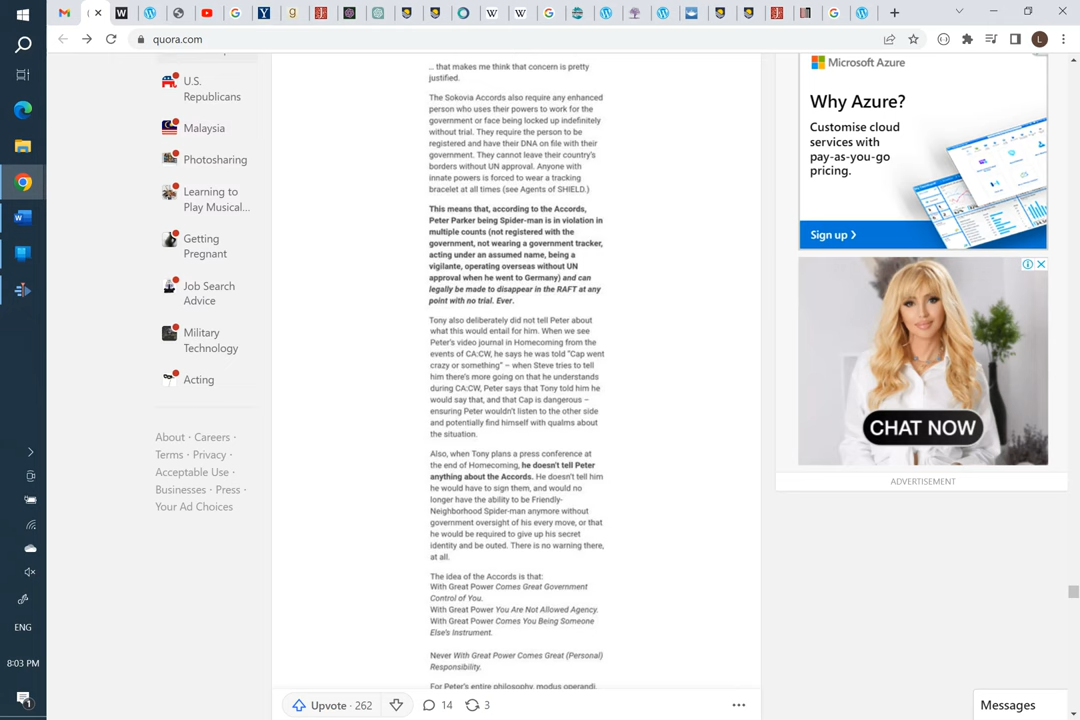 quora.com
U.S.
Republicans
Malaysia
Photosharing
Learning to
Play Musical...
Getting
Pregnant
Job Search
Advice
Military
Technology
Acting
About · Careers ·
Terms · Privacy ·
Acceptable Use ·
Businesses · Press ·
Your Ad Choices
... that makes me think that concern is pretty
justified.
The Sokovia Accords also require any enhanced
person who uses their powers to work for the
government or face being locked up indefinitely
without trial. They require the person to be
registered and have their DNA on file with their
government. They cannot leave their country's
borders without UN approval. Anyone with
innate powers is forced to wear a tracking
bracelet at all times (see Agents of SHIELD.)
This means that, according to the Accords,
Peter Parker being Spider-man is in violation in
multiple counts (not registered with the
government, not wearing a government tracker,
acting under an assumed name, being a
vigilante, operating overseas without UN
approval when he went to Germany) and can
legally be made to disappear in the RAFT at any
point with no trial. Ever.
Tony also deliberately did not tell Peter about
what this would entail for him. When we see
Peter's video journal in Homecoming from the
events of CA:CW, he says he was told "Cap went
crazy or something" – when Steve tries to tell
him there's more going on that he understands
during CA:CW, Peter says that Tony told him he
would say that, and that Cap is dangerous –
ensuring Peter wouldn't listen to the other side
and potentially find himself with qualms about
the situation.
Also, when Tony plans a press conference at
the end of Homecoming, he doesn't tell Peter
anything about the Accords. He doesn't tell him
he would have to sign them, and would no
longer have the ability to be Friendly-
Neighborhood Spider-man anymore without
government oversight of his every move, or that
he would be required to give up his secret
identity and be outed. There is no warning there,
at all.
The idea of the Accords is that:
With Great Power Comes Great Government
Control of You.
With Great Power You Are Not Allowed Agency.
With Great Power Comes You Being Someone
Else's Instrument.
Never With Great Power Comes Great (Personal)
Responsibility.
For Peter's entire philosophy, modus operandi,
Upvote · 262
14
3
Microsoft Azure
Why Azure?
Customise cloud
services with
pay-as-you-go
pricing.
Sign up
CHAT NOW
ADVERTISEMENT
Messages
ENG
8:03 PM